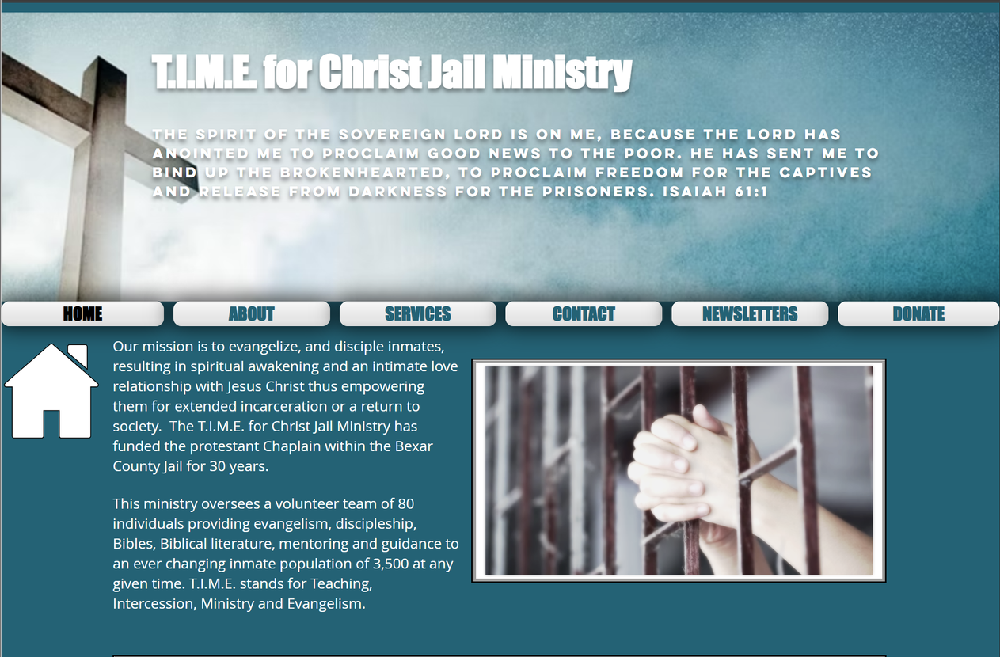 T.I.M.E. for Christ Jail Ministry
THE SPIRIT OF THE SOVEREIGN LORD IS ON ME, BECAUSE THE LORD HAS
ANOINTED ME TO PROCLAIM GOOD NEWS TO THE POOR. HE HAS SENT ME TO
BIND UP THE BROKENHEARTED, TO PROCLAIM FREEDOM FOR THE CAPTIVES
AND RELEASE FROM DARKNESS FOR THE PRISONERS. ISAIAH 61:1
HOME
ABOUT
SERVICES
CONTACT
NEWSLETTERS
DONATE
Our mission is to evangelize, and disciple inmates,
resulting in spiritual awakening and an intimate love
relationship with Jesus Christ thus empowering
them for extended incarceration or a return to
society.  The T.I.M.E. for Christ Jail Ministry has
funded the protestant Chaplain within the Bexar
County Jail for 30 years.
This ministry oversees a volunteer team of 80
individuals providing evangelism, discipleship,
Bibles, Biblical literature, mentoring and guidance to
an ever changing inmate population of 3,500 at any
given time. T.I.M.E. stands for Teaching,
Intercession, Ministry and Evangelism.